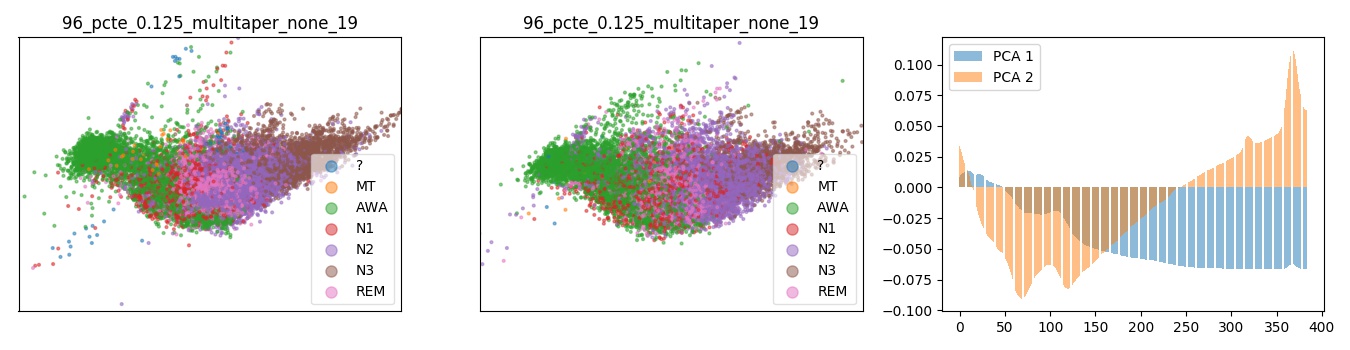 96_pcte_0.125_multitaper_none_19
?
MT
AWA
N1
N2
N3
REM
96_pcte_0.125_multitaper_none_19
?
MT
AWA
N1
N2
N3
REM
PCA 1
PCA 2
0.100
0.075
0.050
0.025
0.000
−0.025
−0.050
−0.075
−0.100
0 50 100 150 200 250 300 350 400